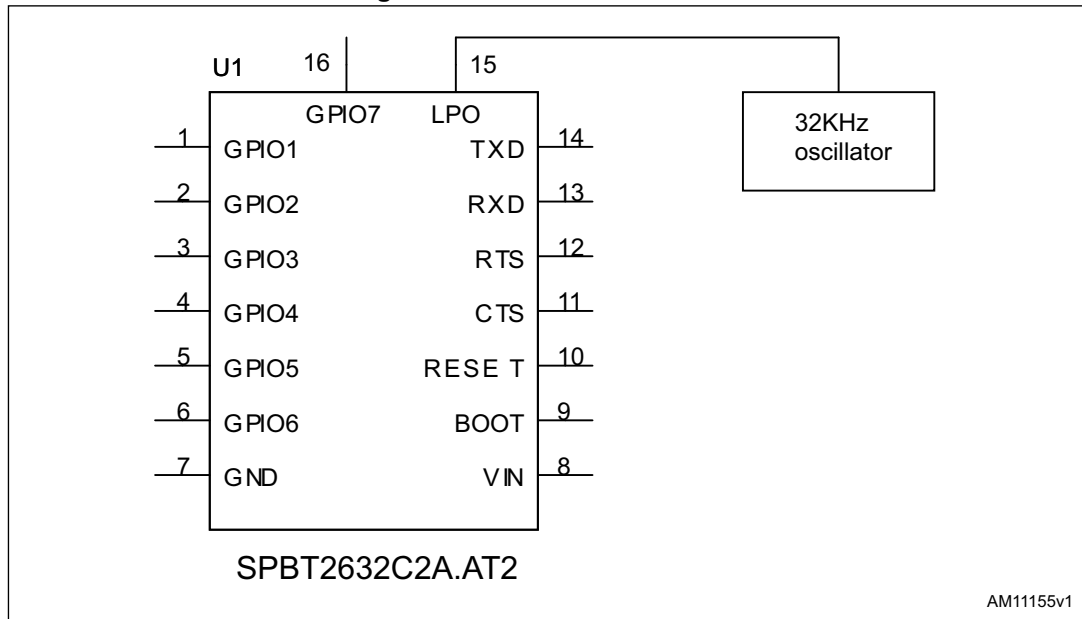 U1
16
15
GPIO7 LPO
1 GPIO1 TXD 14
2 GPIO2 RXD 13
3 GPIO3 RTS 12
4 GPIO4 CTS 11
5 GPIO5 RESET 10
6 GPIO6 BOOT 9
7 GND VIN 8
32KHz
oscillator
SPBT2632C2A.AT2
AM11155v1